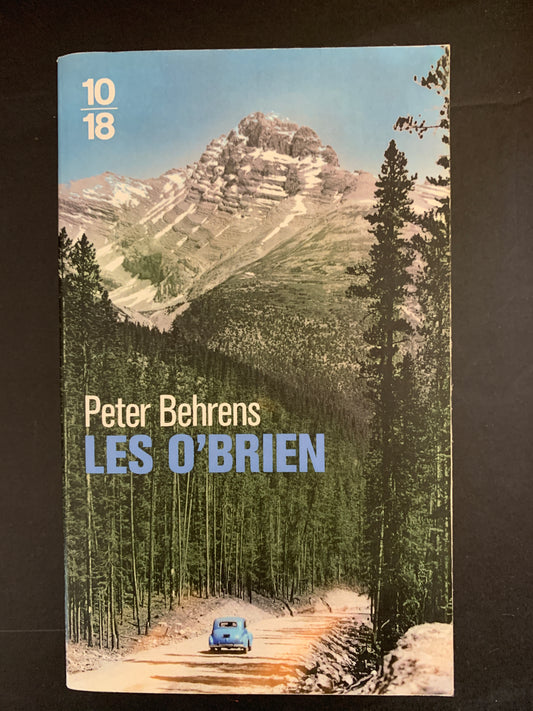 10
18
Peter Behrens
LES O'BRIEN